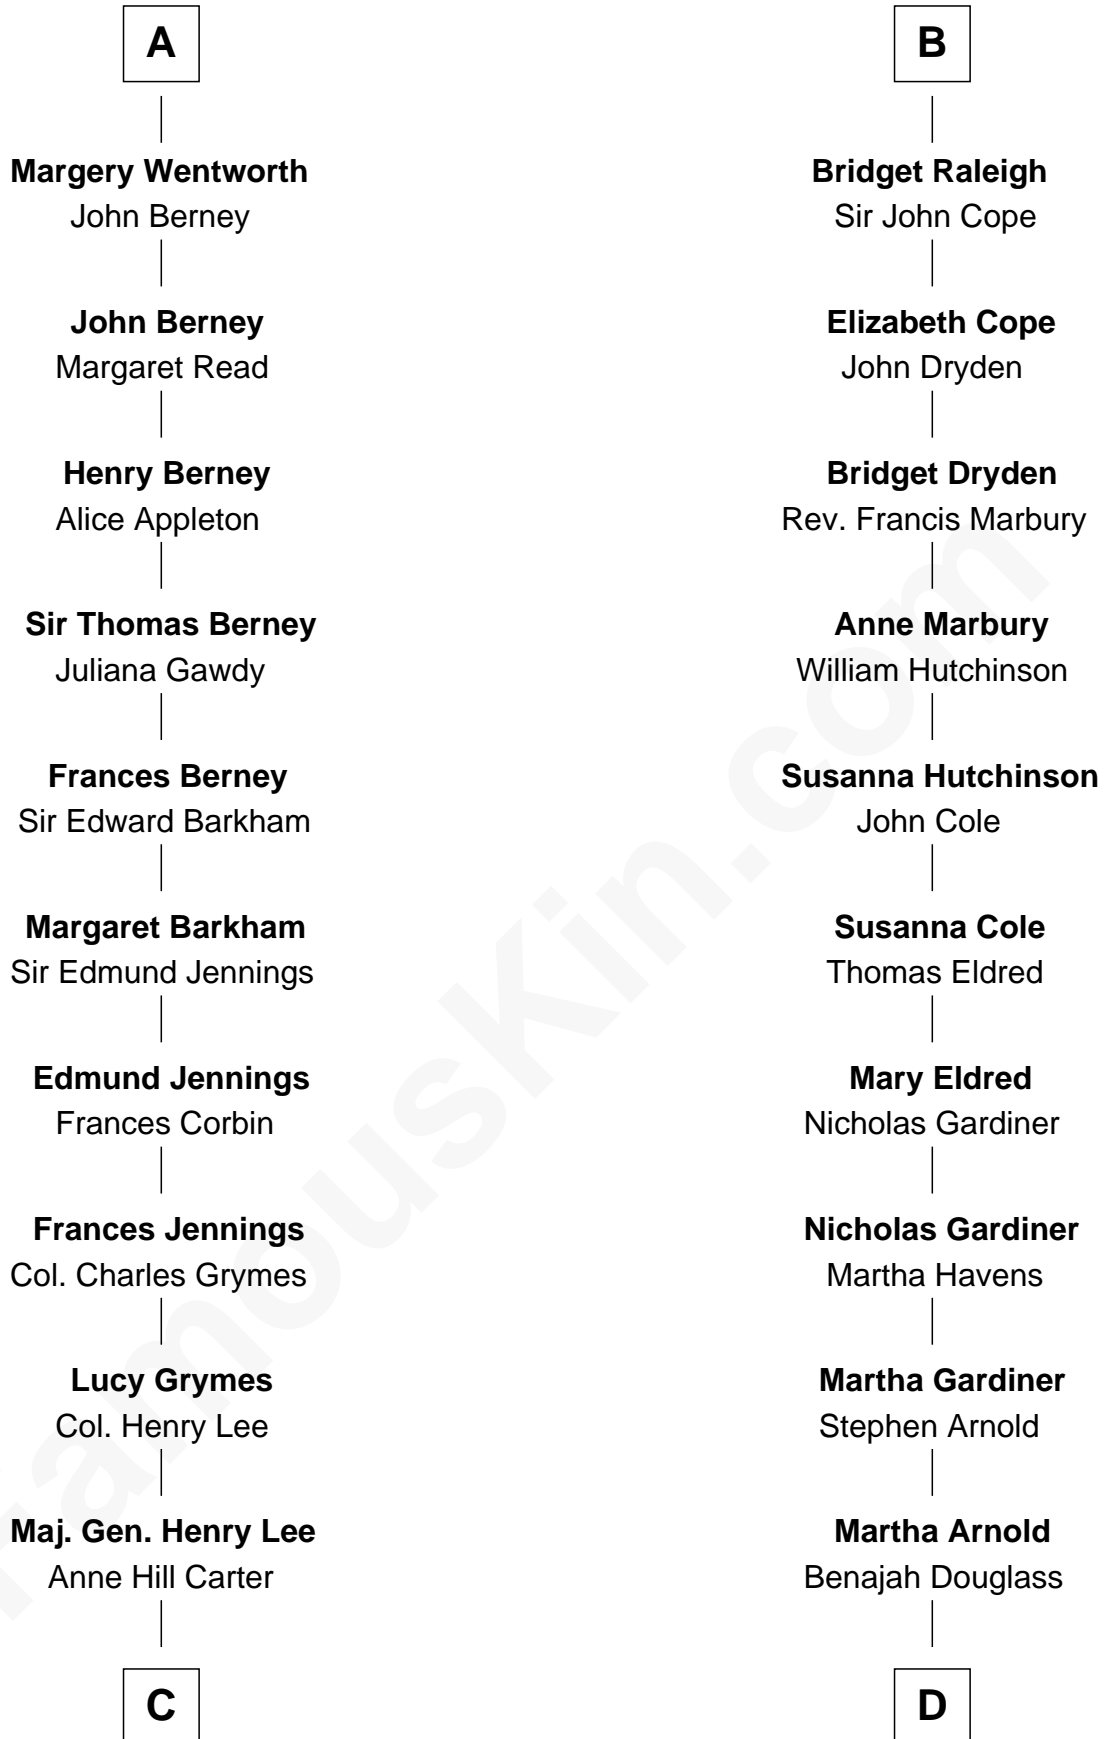 A
Margery Wentworth
John Berney
John Berney
Margaret Read
Henry Berney
Alice Appleton
Sir Thomas Berney
Juliana Gawdy
Frances Berney
Sir Edward Barkham
Margaret Barkham
Sir Edmund Jennings
Edmund Jennings
Frances Corbin
Frances Jennings
Col. Charles Grymes
Lucy Grymes
Col. Henry Lee
Maj. Gen. Henry Lee
Anne Hill Carter
C
B
Bridget Raleigh
Sir John Cope
Elizabeth Cope
John Dryden
Bridget Dryden
Rev. Francis Marbury
Anne Marbury
William Hutchinson
Susanna Hutchinson
John Cole
Susanna Cole
Thomas Eldred
Mary Eldred
Nicholas Gardiner
Nicholas Gardiner
Martha Havens
Martha Gardiner
Stephen Arnold
Martha Arnold
Benajah Douglass
D
famouskin.com